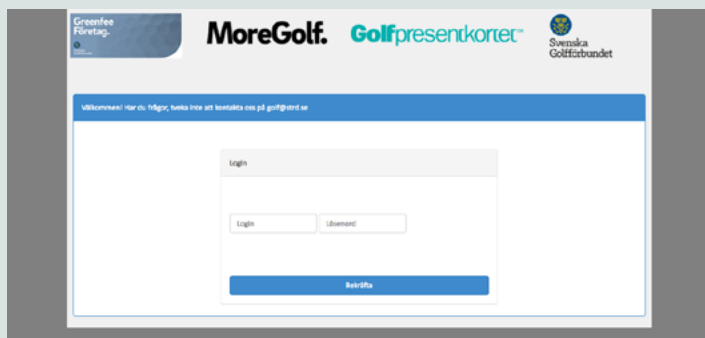 Greenfee
Företag.
MoreGolf.
Golfpresentkortet™
Svenska
Golfförbundet
Välkommen! Har du frågor, tveka inte att kontakta oss på golf@strd.se
Login
Login
Lösenord
Bekräfta